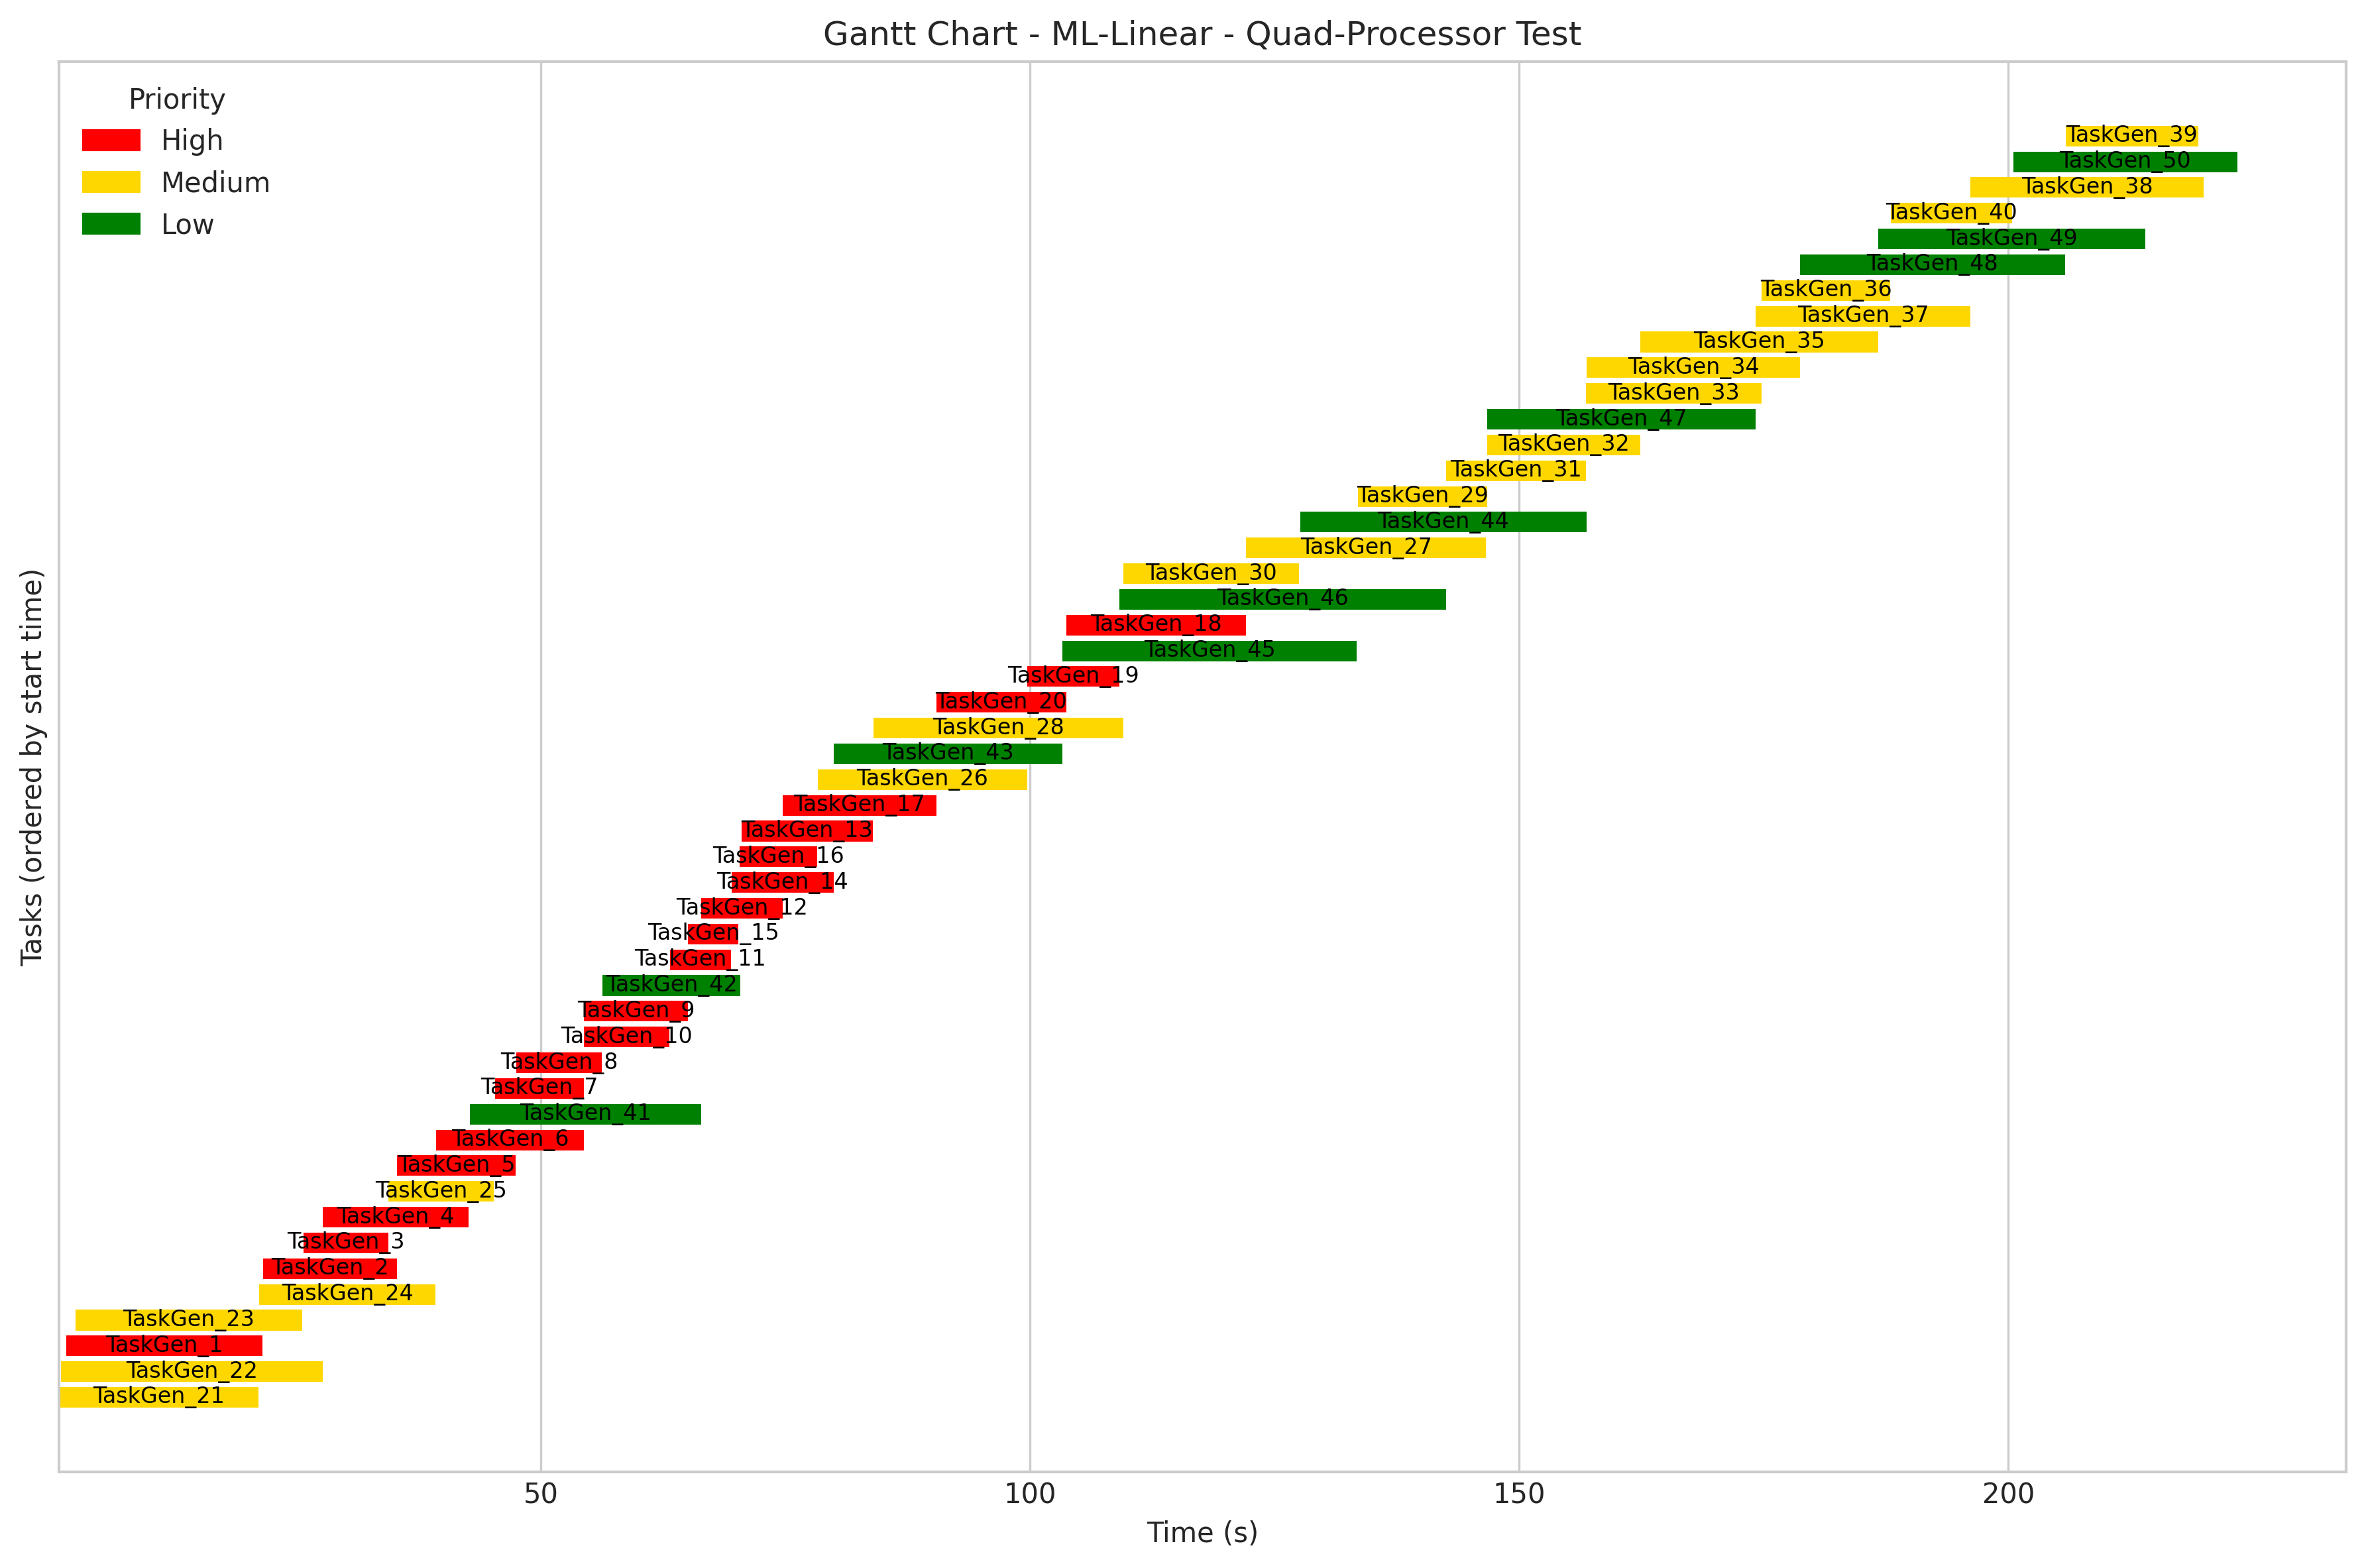 Gantt Chart - ML-Linear - Quad-Processor Test
Priority
High
Medium
Low
TaskGen_39
TaskGen_50
TaskGen_38
TaskGen_40
TaskGen_49
TaskGen_48
TaskGen_36
TaskGen_37
TaskGen_35
TaskGen_34
TaskGen_33
TaskGen_47
TaskGen_32
TaskGen_31
TaskGen_29
TaskGen_44
TaskGen_27
TaskGen_30
TaskGen_46
TaskGen_18
TaskGen_45
TaskGen_19
TaskGen_20
TaskGen_28
TaskGen_43
TaskGen_26
TaskGen_17
TaskGen_13
TaskGen_16
TaskGen_14
TaskGen_12
TaskGen_15
TaskGen_11
TaskGen_42
TaskGen_9
TaskGen_10
TaskGen_8
TaskGen_7
TaskGen_41
TaskGen_6
TaskGen_5
TaskGen_25
TaskGen_4
TaskGen_3
TaskGen_2
TaskGen_24
TaskGen_23
TaskGen_1
TaskGen_22
TaskGen_21
Tasks (ordered by start time)
50 100 150 200
Time (s)